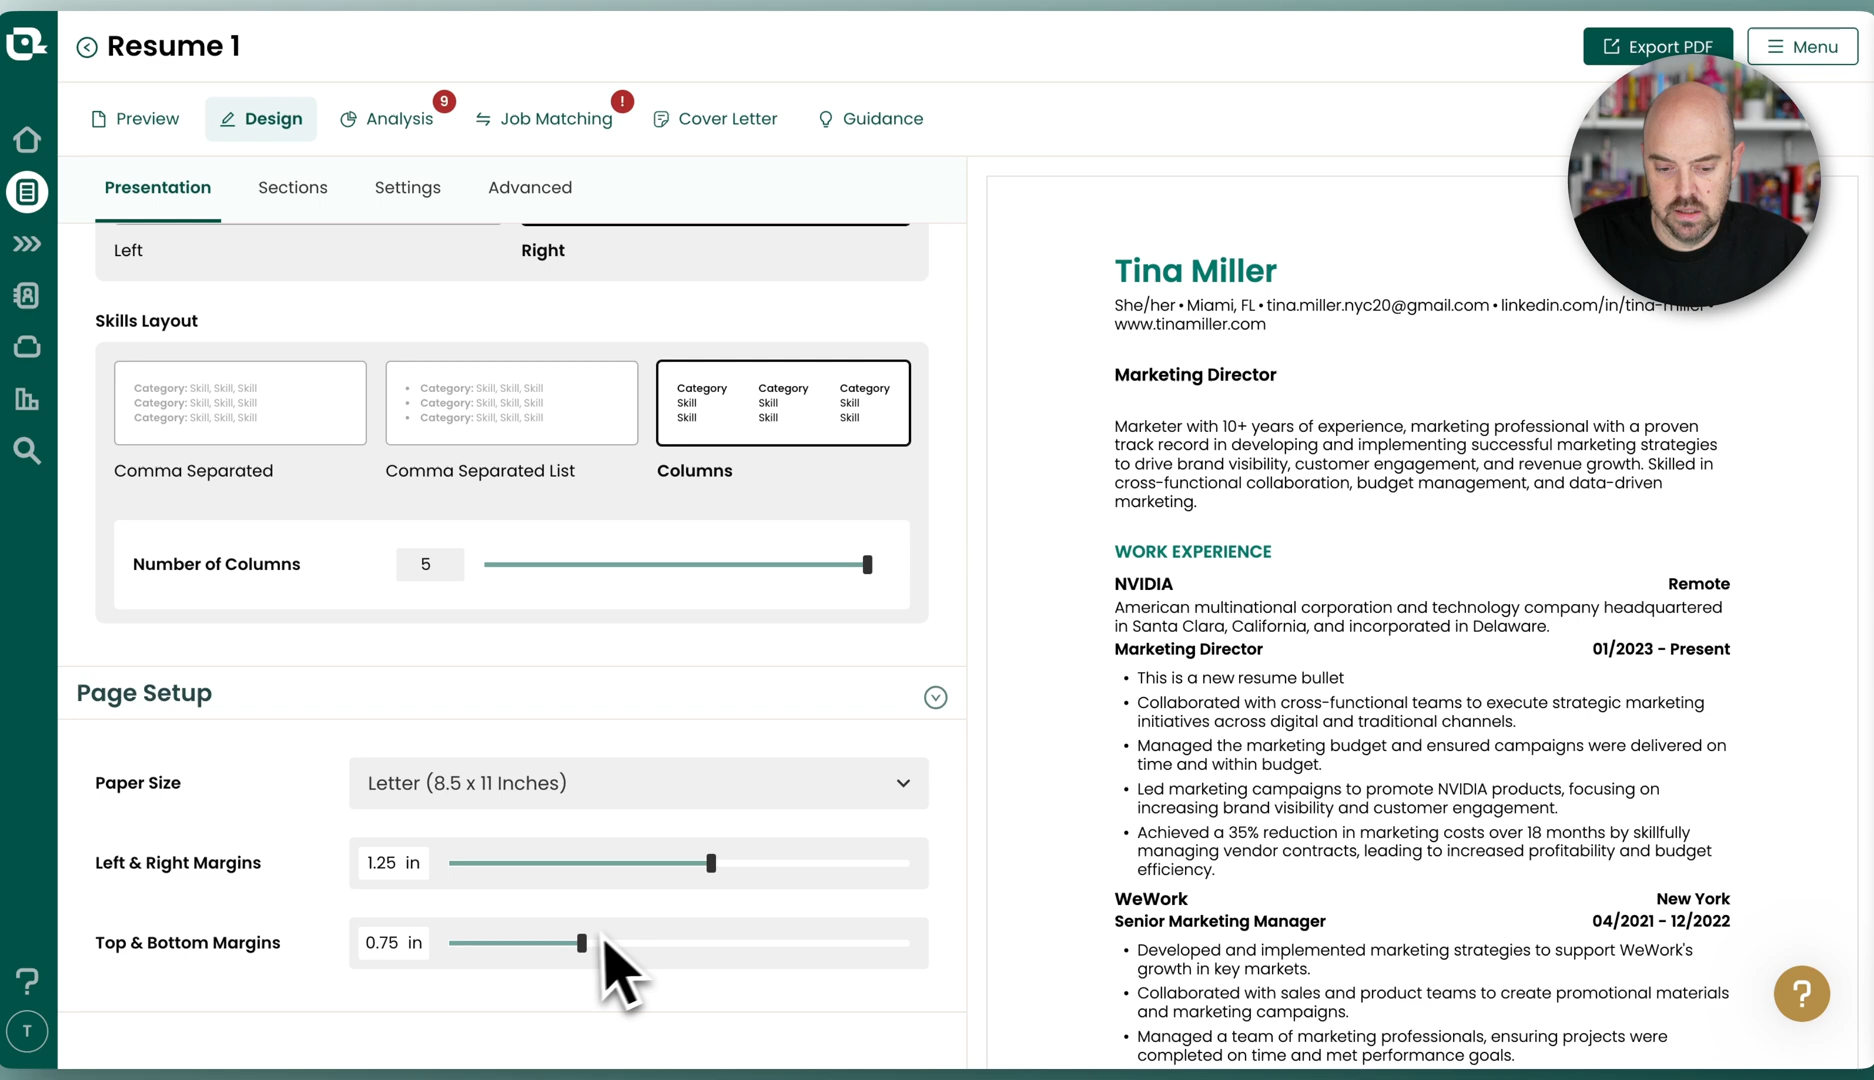 Resume 1
Export PDF
Menu
Preview
Design
Analysis
9
Job Matching
!
Cover Letter
Guidance
Presentation
Sections
Settings
Advanced
Left
Right
Skills Layout
Category: Skill, Skill, Skill
Category: Skill, Skill, Skill
Category: Skill, Skill, Skill
Comma Separated
• Category: Skill, Skill, Skill
• Category: Skill, Skill, Skill
• Category: Skill, Skill, Skill
Comma Separated List
Category Category Category
Skill Skill Skill
Skill Skill Skill
Columns
Number of Columns
5
Page Setup
Paper Size
Letter (8.5 x 11 Inches)
Left & Right Margins
1.25 in
Top & Bottom Margins
0.75 in
?
T
Tina Miller
She/her • Miami, FL • tina.miller.nyc20@gmail.com • linkedin.com/in/tina-miller •
www.tinamiller.com
Marketing Director
Marketer with 10+ years of experience, marketing professional with a proven
track record in developing and implementing successful marketing strategies
to drive brand visibility, customer engagement, and revenue growth. Skilled in
cross-functional collaboration, budget management, and data-driven
marketing.
WORK EXPERIENCE
NVIDIA Remote
American multinational corporation and technology company headquartered
in Santa Clara, California, and incorporated in Delaware.
Marketing Director 01/2023 - Present
• This is a new resume bullet
• Collaborated with cross-functional teams to execute strategic marketing
initiatives across digital and traditional channels.
• Managed the marketing budget and ensured campaigns were delivered on
time and within budget.
• Led marketing campaigns to promote NVIDIA products, focusing on
increasing brand visibility and customer engagement.
• Achieved a 35% reduction in marketing costs over 18 months by skillfully
managing vendor contracts, leading to increased profitability and budget
efficiency.
WeWork New York
Senior Marketing Manager 04/2021 - 12/2022
• Developed and implemented marketing strategies to support WeWork's
growth in key markets.
• Collaborated with sales and product teams to create promotional materials
and marketing campaigns.
• Managed a team of marketing professionals, ensuring projects were
completed on time and met performance goals.
?